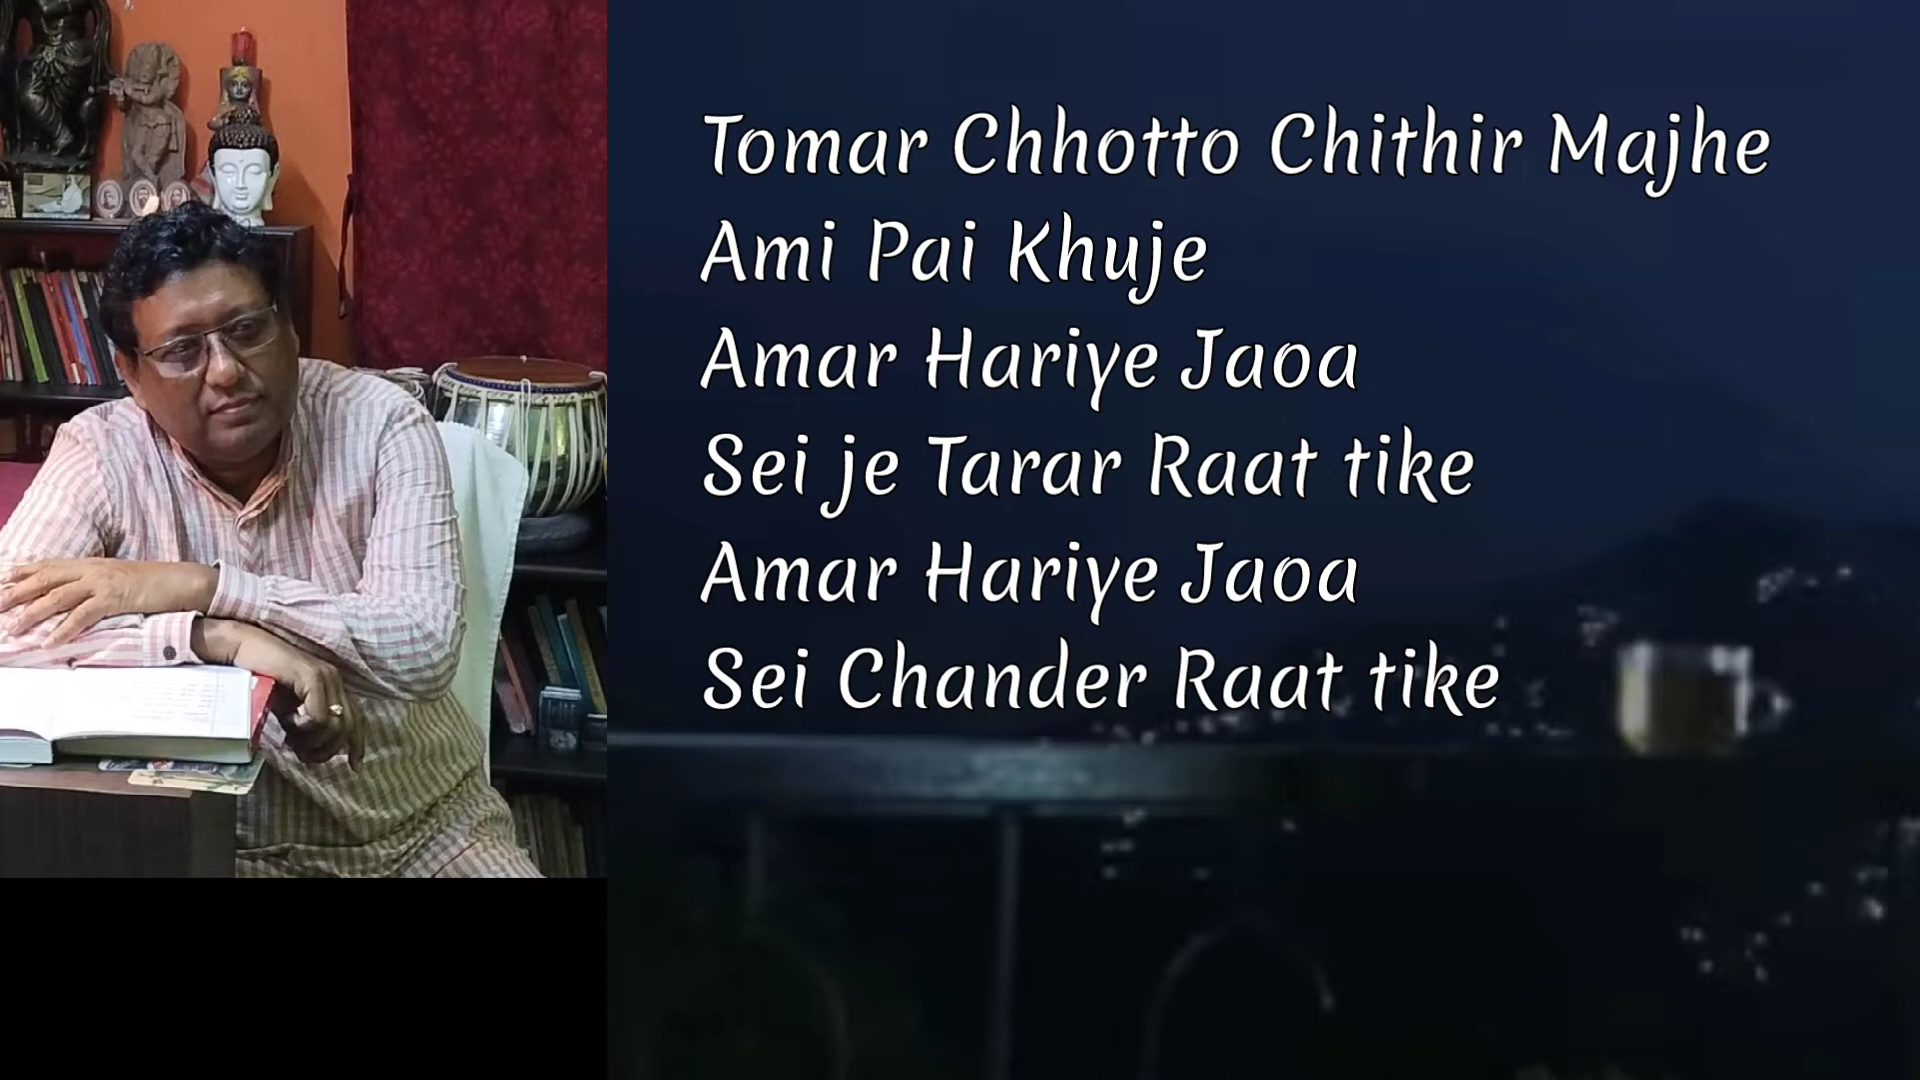 Tomar Chhotto Chithir Majhe
Ami Pai Khuje
Amar Hariye Jaoa
Sei je Tarar Raat tike
Amar Hariye Jaoa
Sei Chander Raat tike